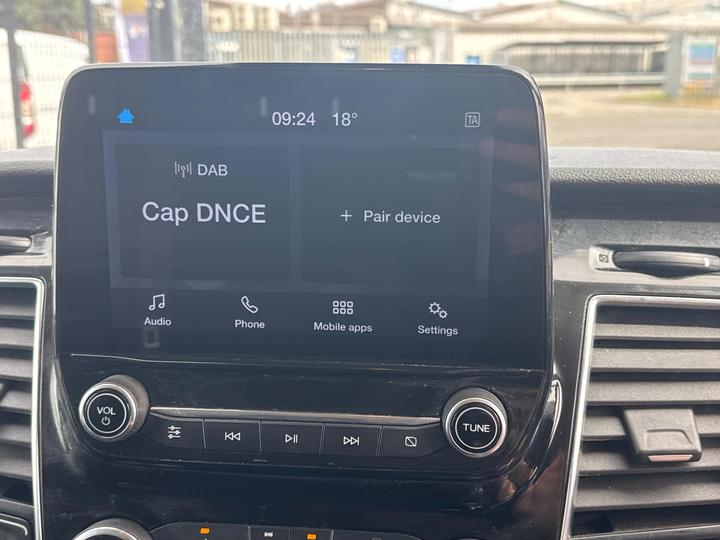 09:24 18° TA
DAB
Cap DNCE
+ Pair device
Audio
Phone
Mobile apps
Settings
VOL
TUNE